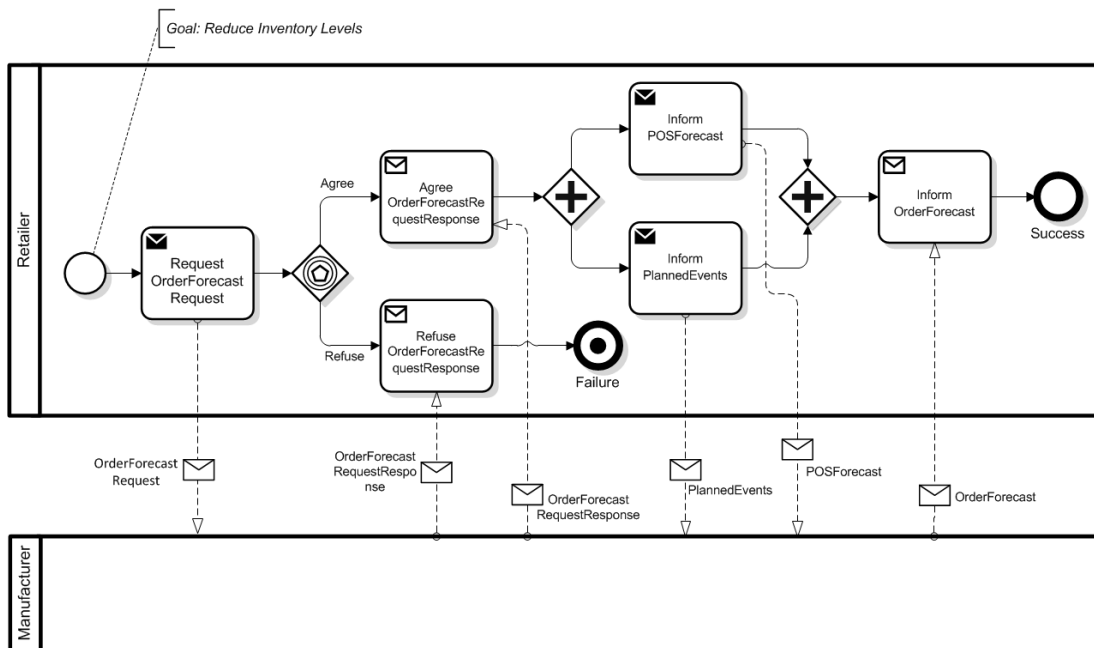 Goal: Reduce Inventory Levels
Retailer
Request
OrderForecast
Request
Agree
Refuse
Agree
OrderForecastRe
questResponse
Refuse
OrderForecastRe
questResponse
Failure
Inform
POSForecast
Inform
PlannedEvents
Inform
OrderForecast
Success
OrderForecast
Request
OrderForecast
RequestRespo
nse
OrderForecast
RequestResponse
PlannedEvents
POSForecast
OrderForecast
Manufacturer